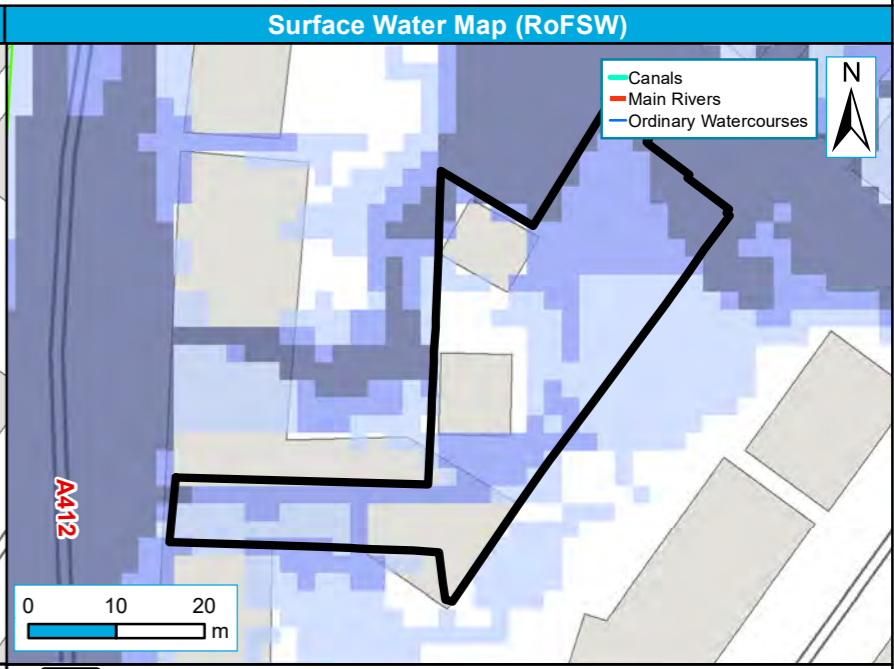 Surface Water Map (RoFSW)
Canals
Main Rivers
Ordinary Watercourses
N
A412
0 10 20
m